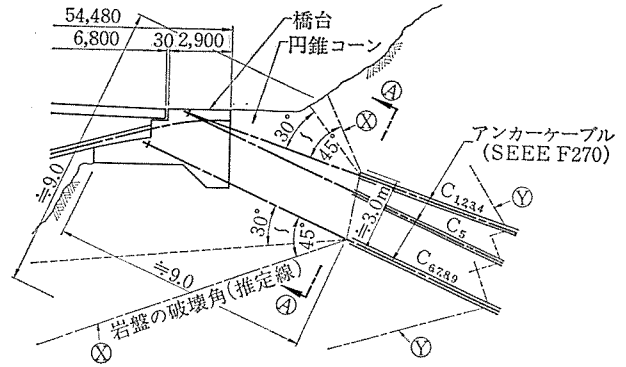 54,480
6,800
30
2,900
橋台
円錐コーン
Ⓐ
30°
〜
45°
Ⓧ
アンカーケーブル
(SEEE F270)
≒9.0
≒3.0m
C₁₂₃₄
Ⓨ
C₅
C₆₇₈₉
30°
〜
45°
≒9.0
Ⓐ
岩盤の破壊角(推定線)
Ⓧ
Ⓨ